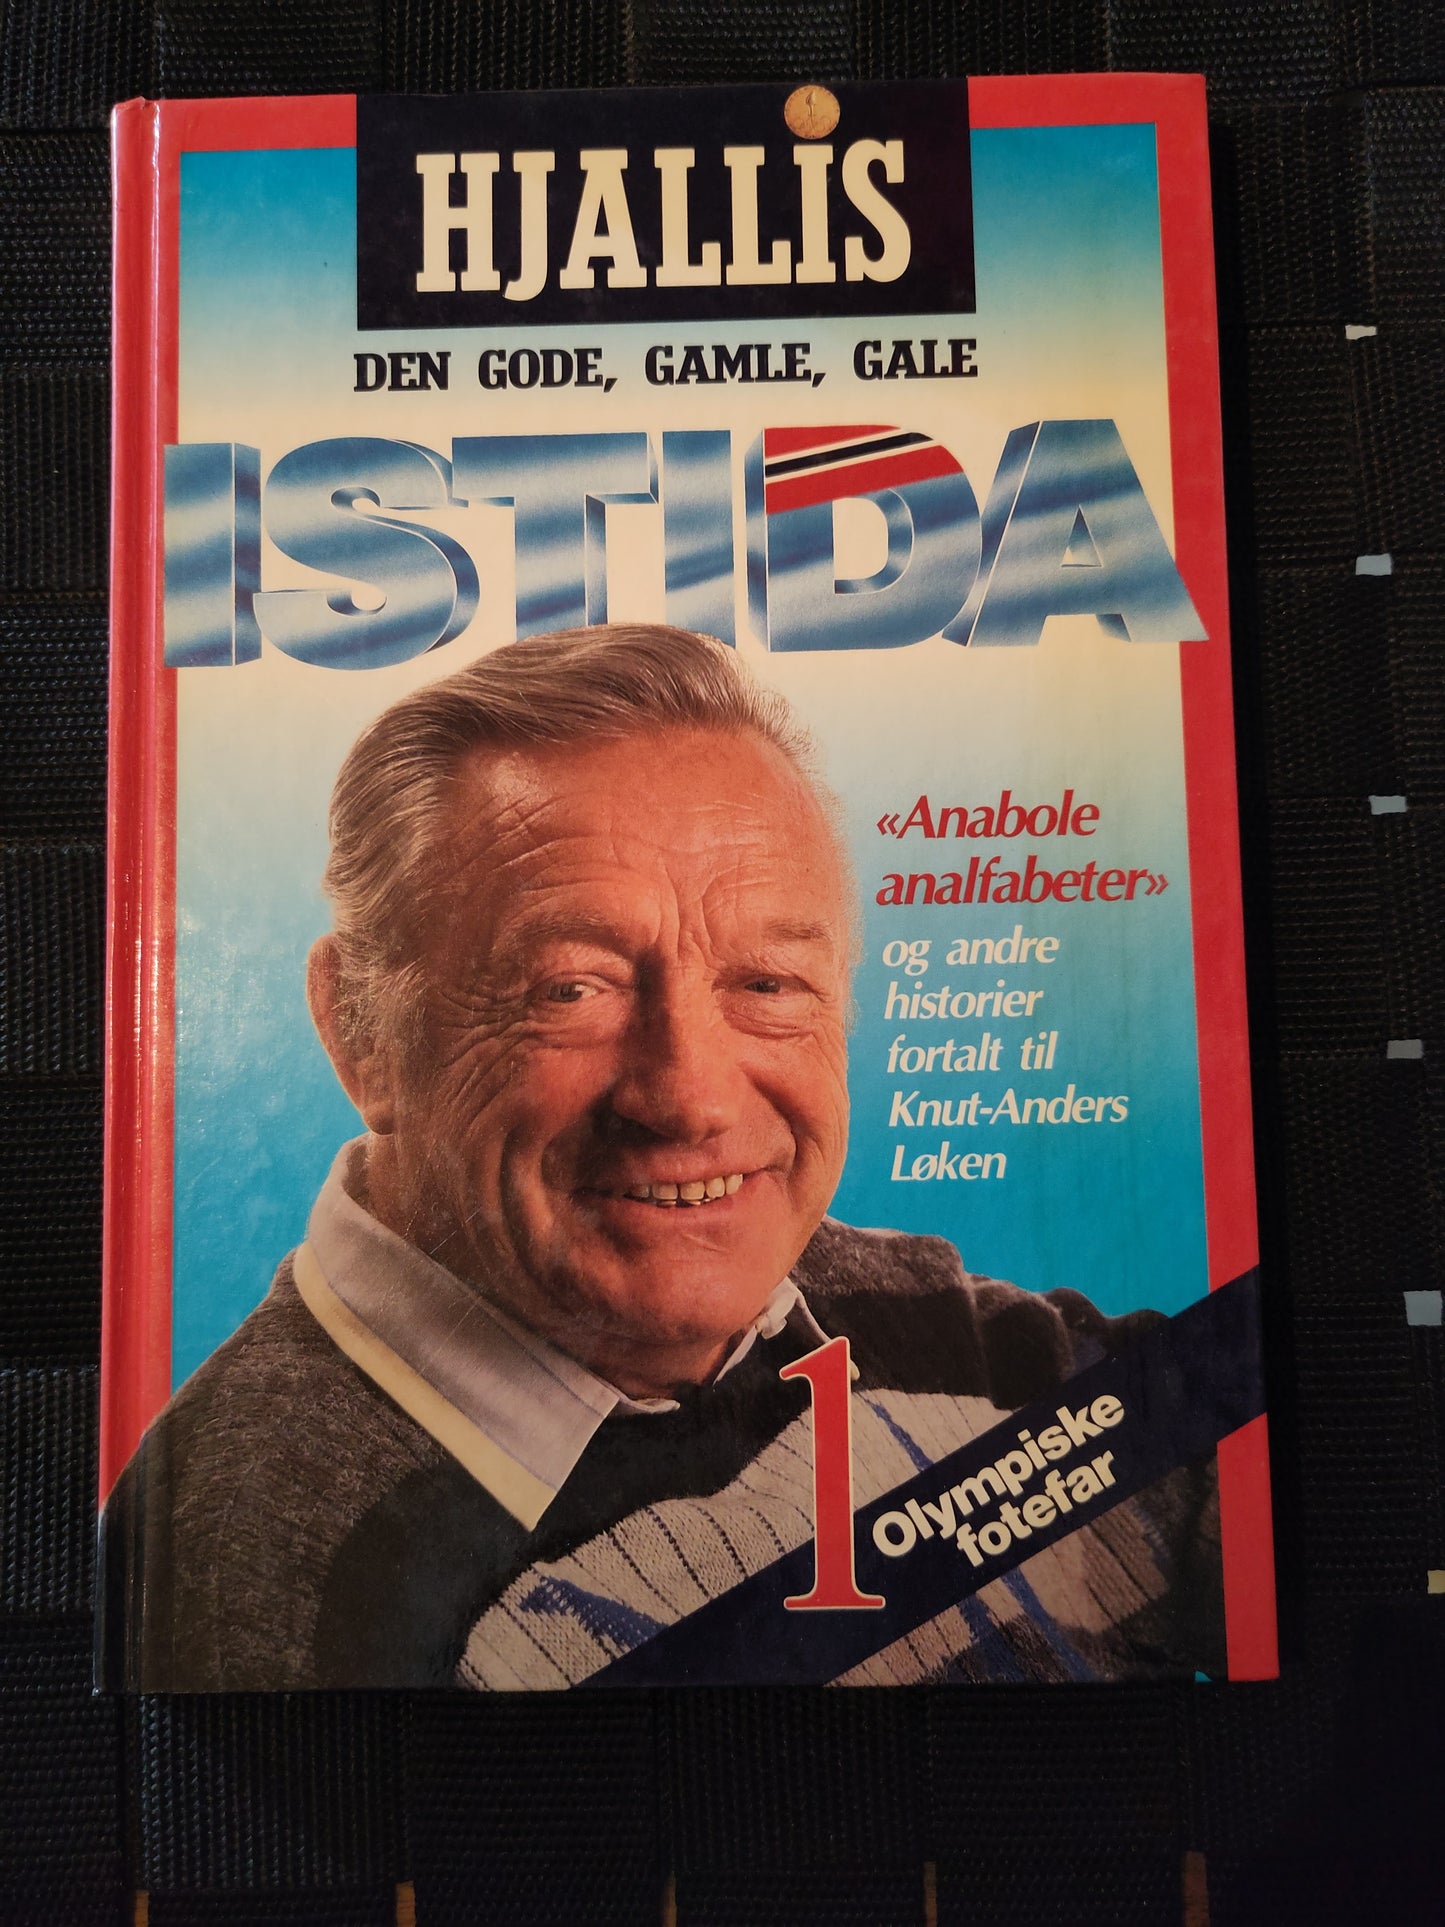 HJALLIS
DEN GODE, GAMLE, GALE
ISTIDA
«Anabole
analfabeter»
og andre
historier
fortalt til
Knut-Anders
Løken
1
Olympiske
fotefar